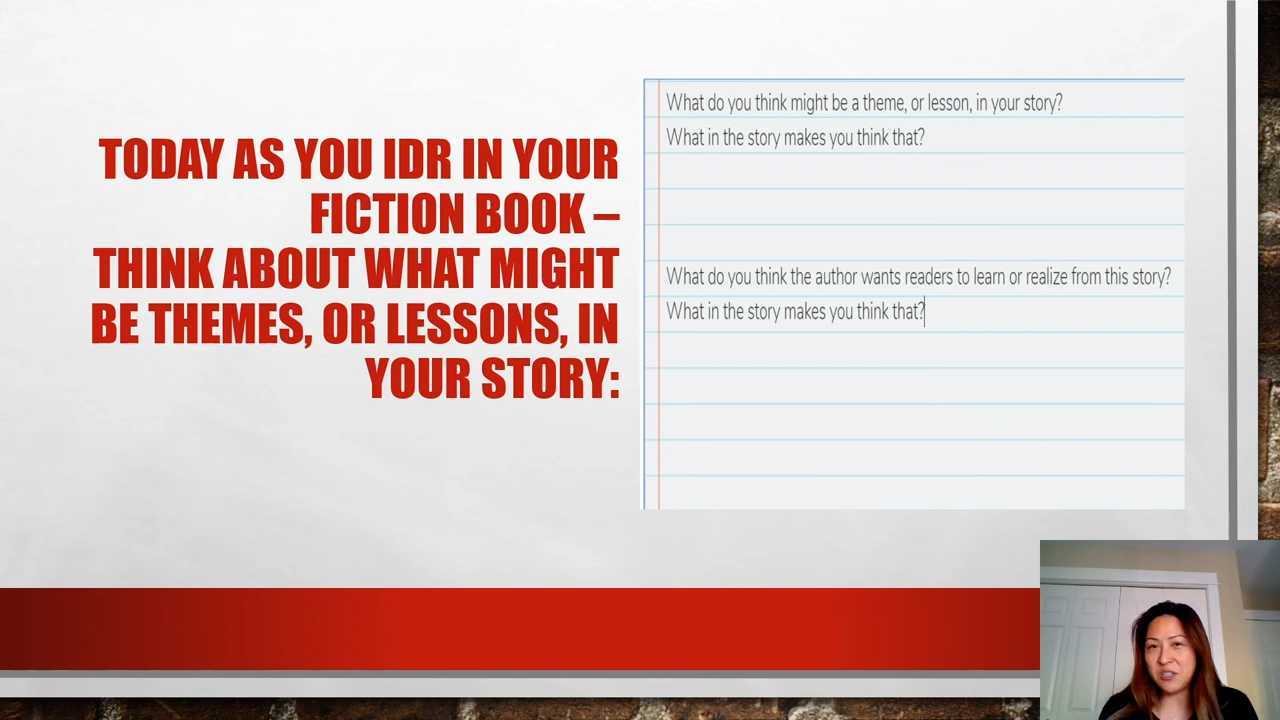 TODAY AS YOU IDR IN YOUR
FICTION BOOK –
THINK ABOUT WHAT MIGHT
BE THEMES, OR LESSONS, IN
YOUR STORY:
What do you think might be a theme, or lesson, in your story?
What in the story makes you think that?
What do you think the author wants readers to learn or realize from this story?
What in the story makes you think that?